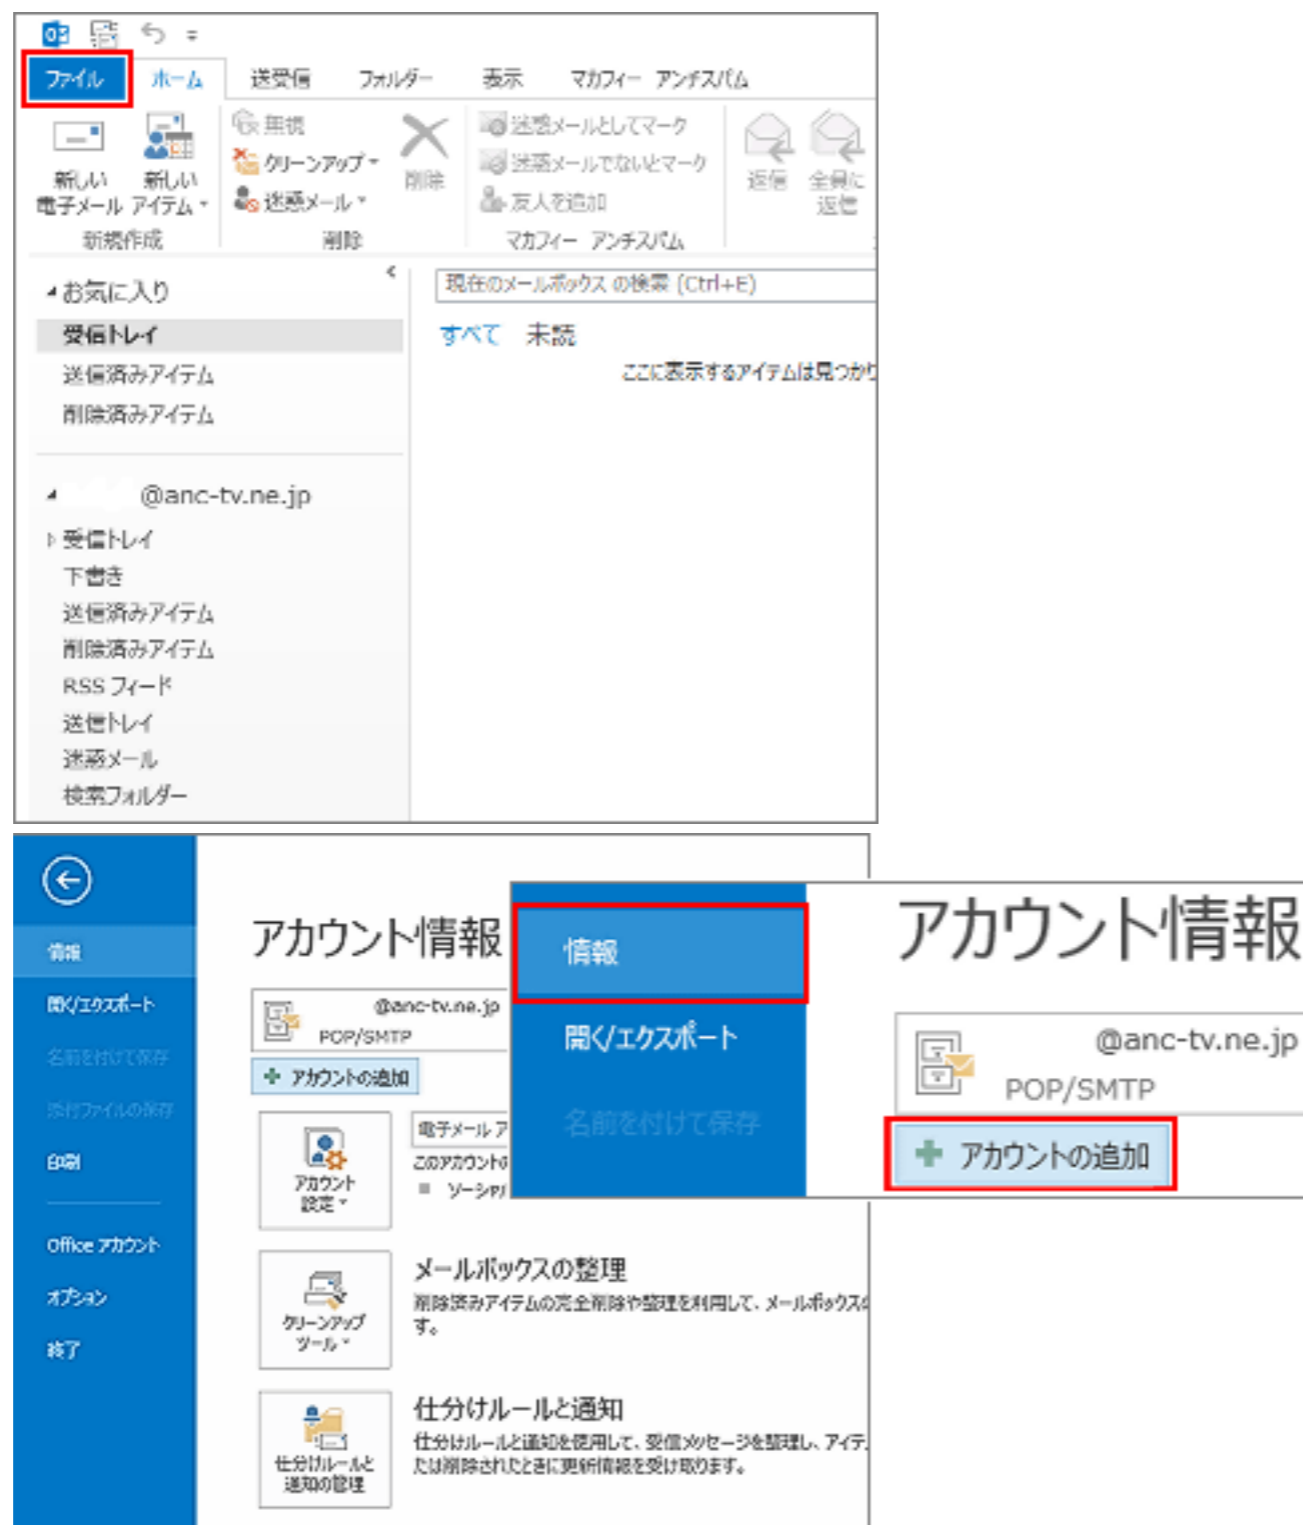 ファイル ホーム 送受信 フォルダー 表示 マカフィー アンチスパム
無視
クリーンアップ
迷惑メール
新しい
電子メール
新しい
アイテム
削除
迷惑メールとしてマーク
迷惑メールでないとマーク
友人を追加
返信
全員に
返信
新規作成 削除 マカフィー アンチスパム
お気に入り
受信トレイ
送信済みアイテム
削除済みアイテム
@anc-tv.ne.jp
受信トレイ
下書き
送信済みアイテム
削除済みアイテム
RSS フィード
送信トレイ
迷惑メール
検索フォルダー
現在のメールボックス の検索 (Ctrl+E)
すべて 未読
ここに表示するアイテムは見つかり
情報
開く/エクスポート
名前を付けて保存
添付ファイルの保存
印刷
Office アカウント
オプション
終了
アカウント情報
@anc-tv.ne.jp
POP/SMTP
アカウントの追加
アカウント
設定
電子メール ア
このアカウントの
ソーシャ
クリーンアップ
ツール
メールボックスの整理
削除済みアイテムの完全削除や整理を利用して、メールボックスの
す。
仕分けルールと
通知の管理
仕分けルールと通知
仕分けルールと通知を使用して、受信メッセージを整理し、アイテ
たは削除されたときに更新情報を受け取ります。
情報
開く/エクスポート
名前を付けて保存
アカウント情報
@anc-tv.ne.jp
POP/SMTP
アカウントの追加